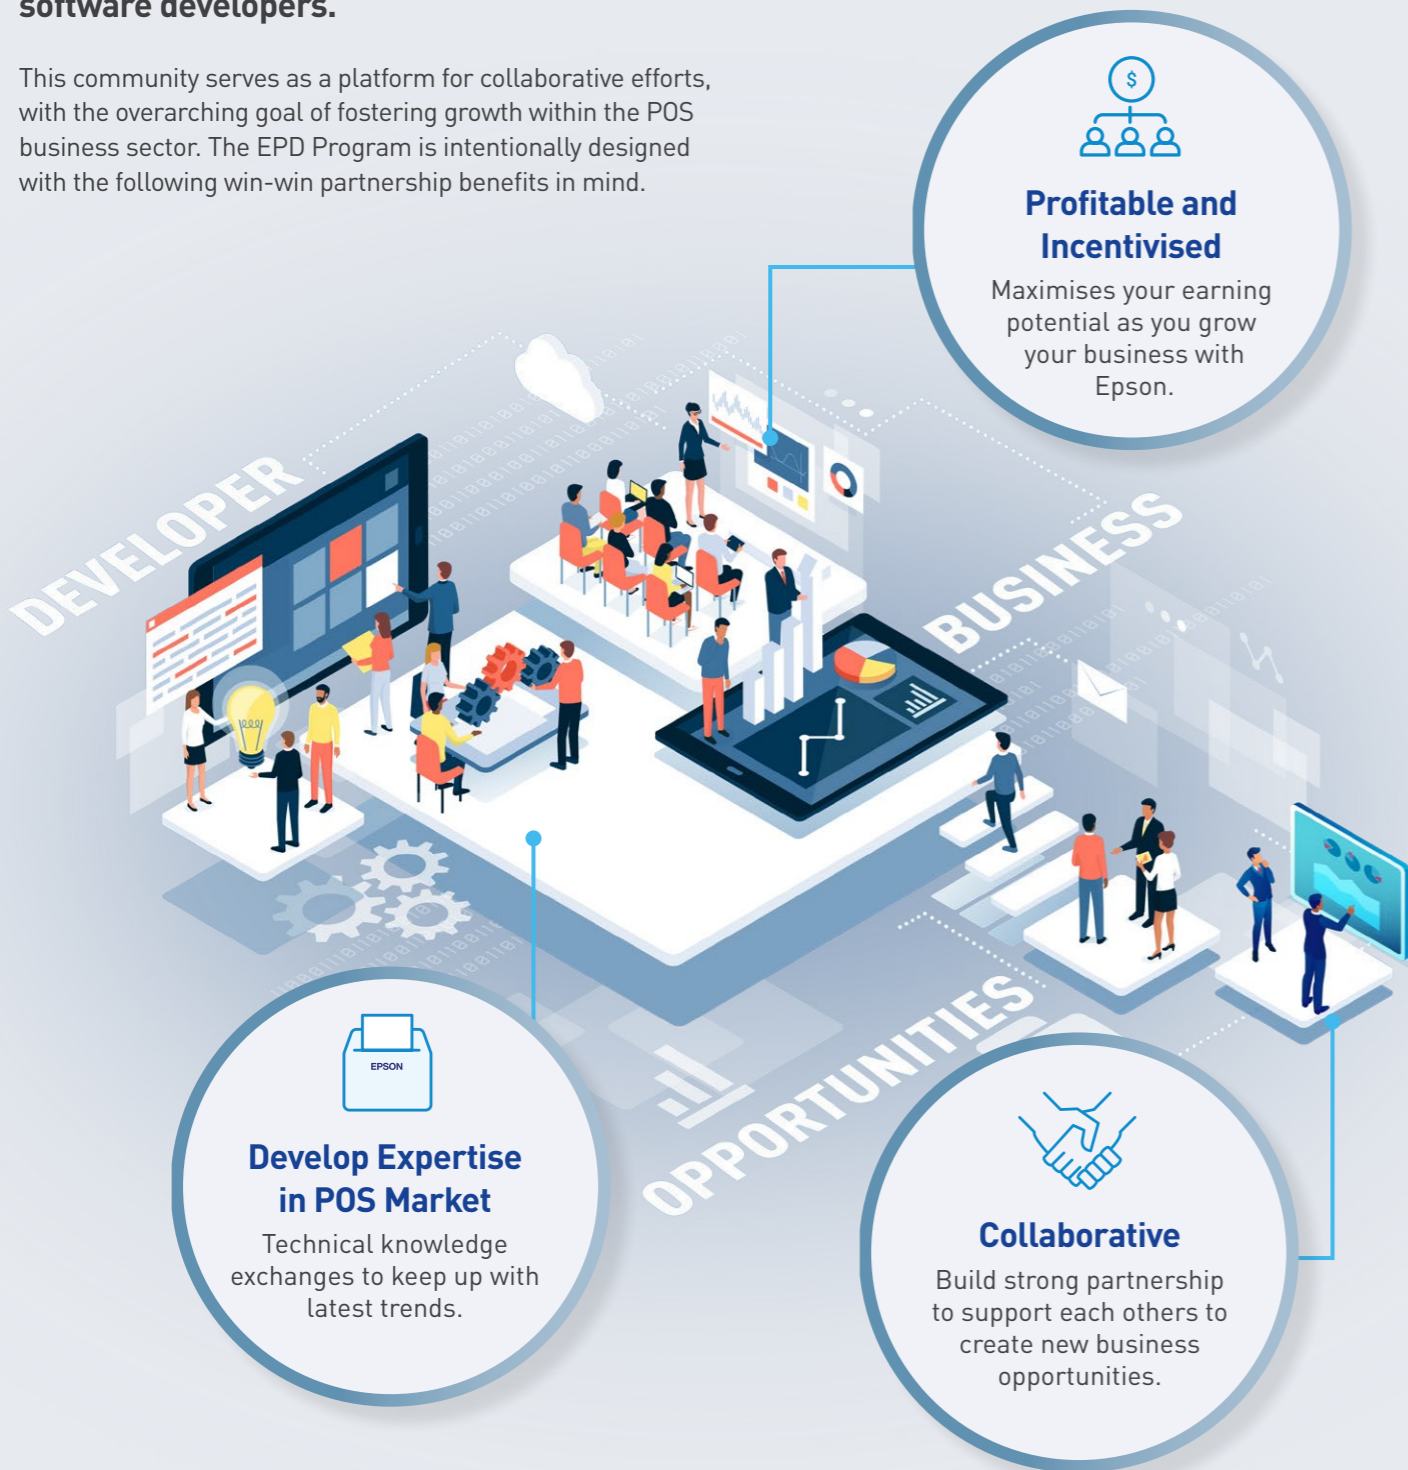 software developers.
This community serves as a platform for collaborative efforts,
with the overarching goal of fostering growth within the POS
business sector. The EPD Program is intentionally designed
with the following win-win partnership benefits in mind.
$
Profitable and
Incentivised
Maximises your earning
potential as you grow
your business with
Epson.
DEVELOPER
BUSINESS
OPPORTUNITIES
EPSON
Develop Expertise
in POS Market
Technical knowledge
exchanges to keep up with
latest trends.
Collaborative
Build strong partnership
to support each others to
create new business
opportunities.